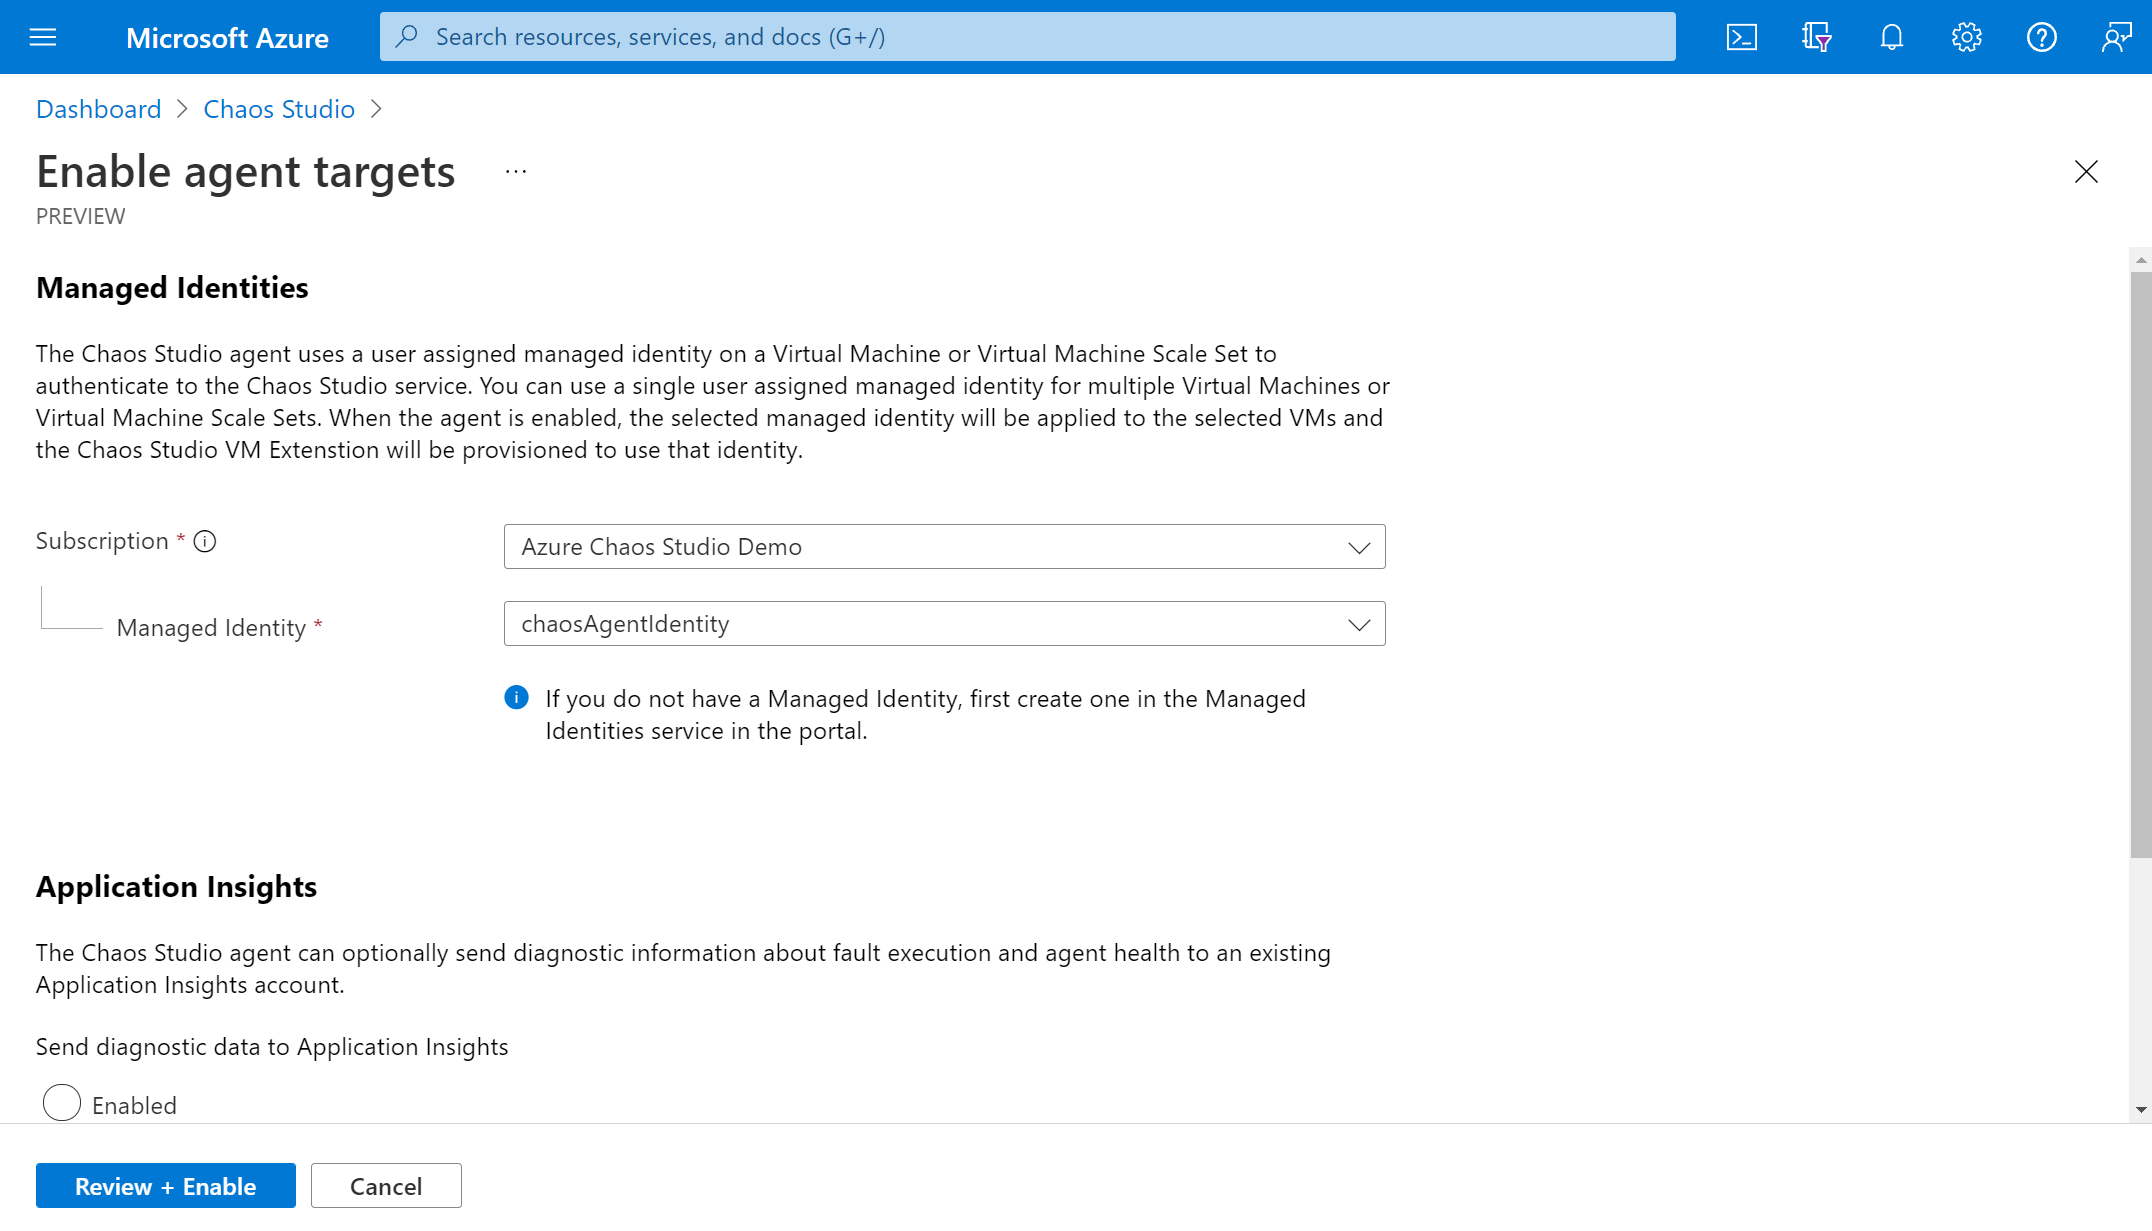 Microsoft Azure
Search resources, services, and docs (G+/)
Dashboard > Chaos Studio >
Enable agent targets ...
PREVIEW
Managed Identities
The Chaos Studio agent uses a user assigned managed identity on a Virtual Machine or Virtual Machine Scale Set to
authenticate to the Chaos Studio service. You can use a single user assigned managed identity for multiple Virtual Machines or
Virtual Machine Scale Sets. When the agent is enabled, the selected managed identity will be applied to the selected VMs and
the Chaos Studio VM Extenstion will be provisioned to use that identity.
Subscription *
Azure Chaos Studio Demo
Managed Identity *
chaosAgentIdentity
If you do not have a Managed Identity, first create one in the Managed
Identities service in the portal.
Application Insights
The Chaos Studio agent can optionally send diagnostic information about fault execution and agent health to an existing
Application Insights account.
Send diagnostic data to Application Insights
Enabled
Review + Enable
Cancel